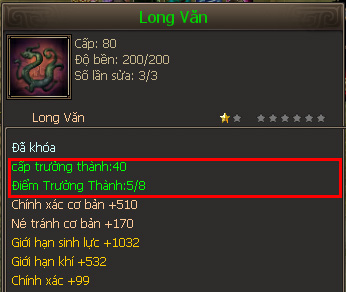 Long Văn
Cấp: 80
Độ bền: 200/200
Số lần sửa: 3/3
Long Văn
Đã khóa
cấp trưởng thành:40
Điểm Trưởng Thành:5/8
Chính xác cơ bản +510
Né tránh cơ bản +170
Giới hạn sinh lực +1032
Giới hạn khí +532
Chính xác +99